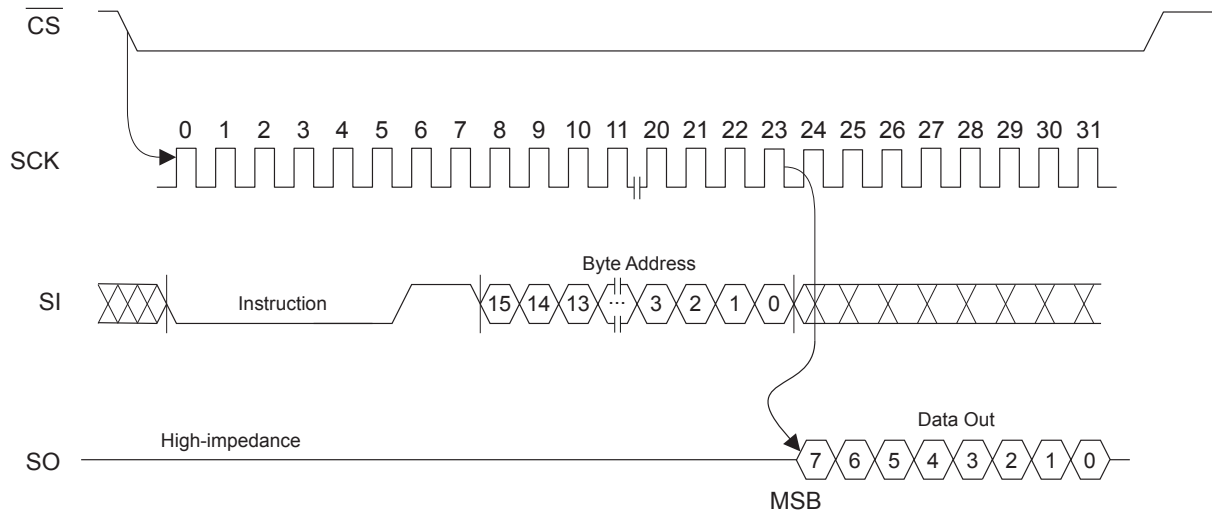 CS
0 1 2 3 4 5 6 7 8 9 10 11 20 21 22 23 24 25 26 27 28 29 30 31
SCK
Byte Address
SI Instruction 15 14 13 ... 3 2 1 0
High-impedance
Data Out
SO 7 6 5 4 3 2 1 0
MSB